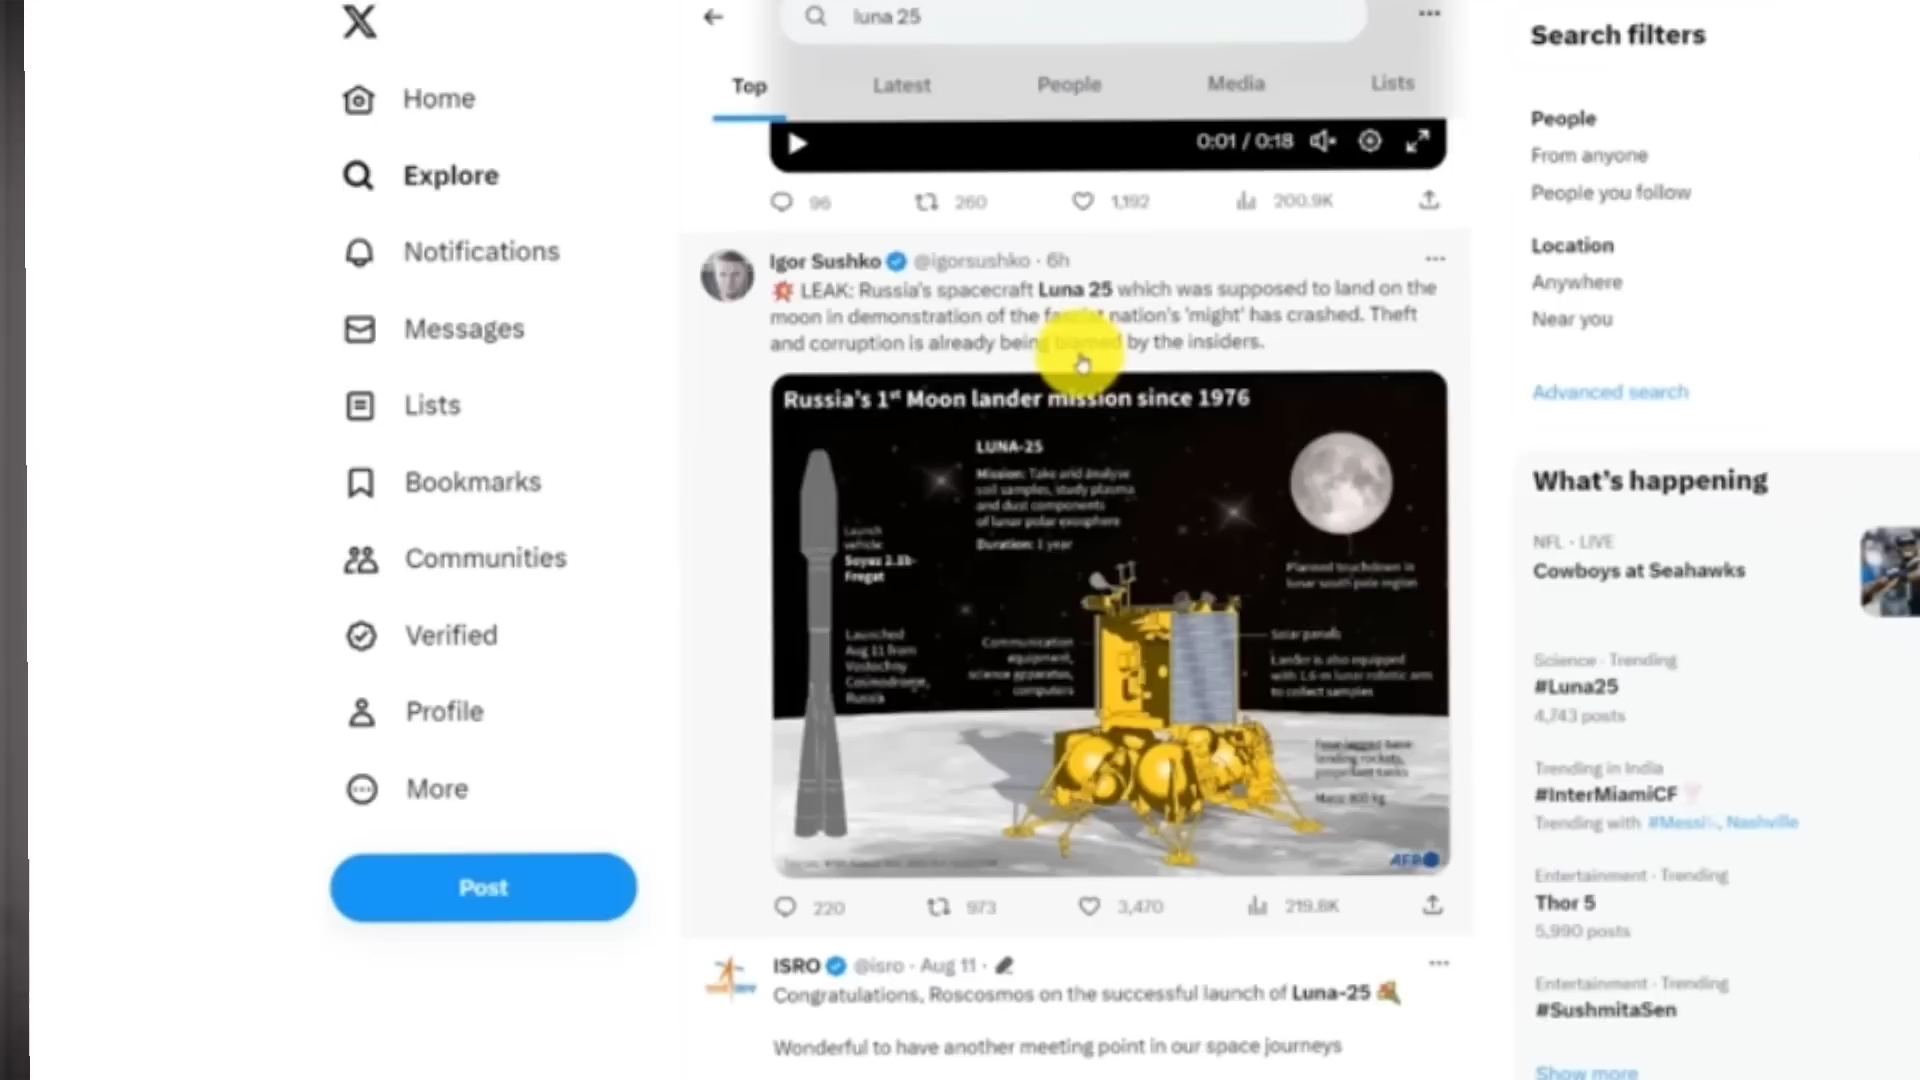 luna 25
Top
Latest
People
Media
Lists
0:01 / 0:18
96
260
1,192
200.9K
Home
Explore
Notifications
Messages
Lists
Bookmarks
Communities
Verified
Profile
More
Post
Igor Sushko @igorsushko · 6h
LEAK: Russia's spacecraft Luna 25 which was supposed to land on the
moon in demonstration of the nation's 'might' has crashed. Theft
and corruption is already being blamed by the insiders.
Russia's 1st Moon lander mission since 1976
LUNA-25
Mission: Take and analyse
soil samples, study plasma
and dust components
of lunar polar exosphere
Duration: 1 year
Launch
vehicle:
Soyuz 2.1b-
Fregat
Planned touchdown in
lunar south pole region
Launched
Aug 11 from
Vostochny
Cosmodrome,
Russia
Communication
equipment,
science apparatus,
computers
Solar panels
Lander is also equipped
with 1.6-m lunar robotic arm
to collect samples
Four-legged base
landing rockets,
propellant tanks
Mass: 800 kg
AFP
220
973
3,470
219.8K
ISRO @isro · Aug 11 ·
Congratulations, Roscosmos on the successful launch of Luna-25
Wonderful to have another meeting point in our space journeys
Search filters
People
From anyone
People you follow
Location
Anywhere
Near you
Advanced search
What's happening
NFL · LIVE
Cowboys at Seahawks
Science · Trending
#Luna25
4,743 posts
Trending in India
#InterMiamiCF
Trending with #Messi, Nashville
Entertainment · Trending
Thor 5
5,990 posts
Entertainment · Trending
#SushmitaSen
Show more